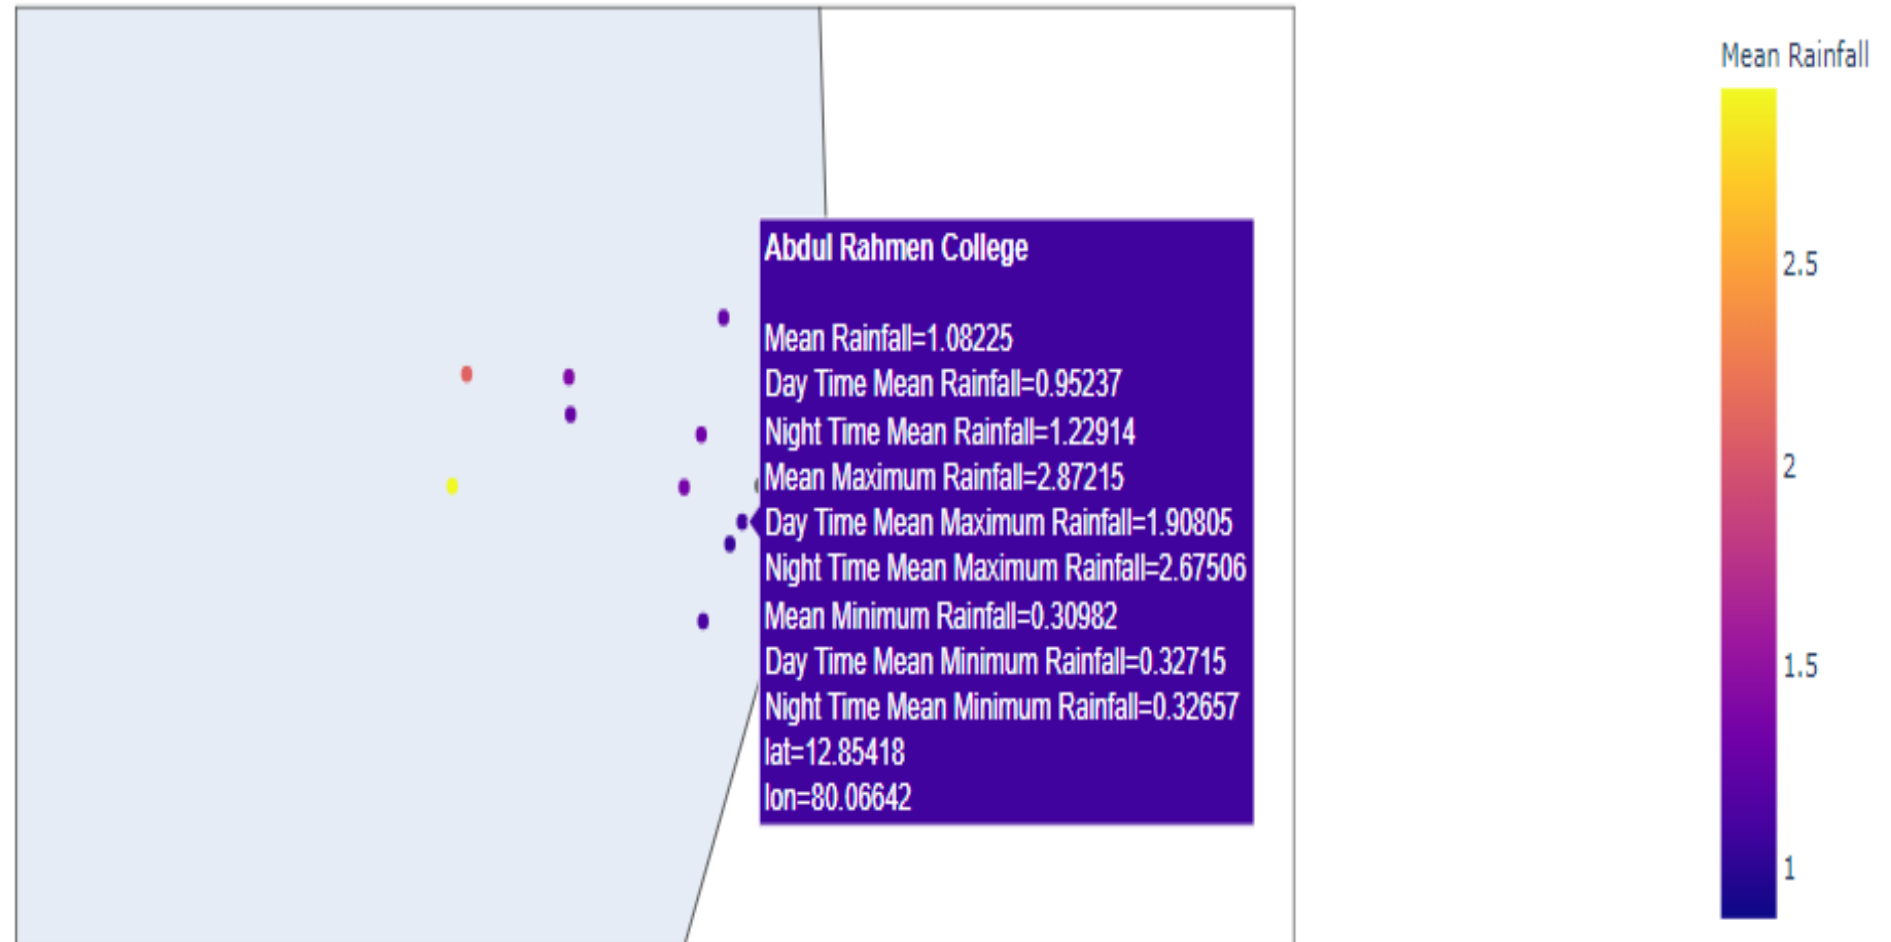 Mean Rainfall
Abdul Rahmen College
Mean Rainfall=1.08225
Day Time Mean Rainfall=0.95237
Night Time Mean Rainfall=1.22914
Mean Maximum Rainfall=2.87215
Day Time Mean Maximum Rainfall=1.90805
Night Time Mean Maximum Rainfall=2.67506
Mean Minimum Rainfall=0.30982
Day Time Mean Minimum Rainfall=0.32715
Night Time Mean Minimum Rainfall=0.32657
lat=12.85418
lon=80.06642
2.5
2
1.5
1